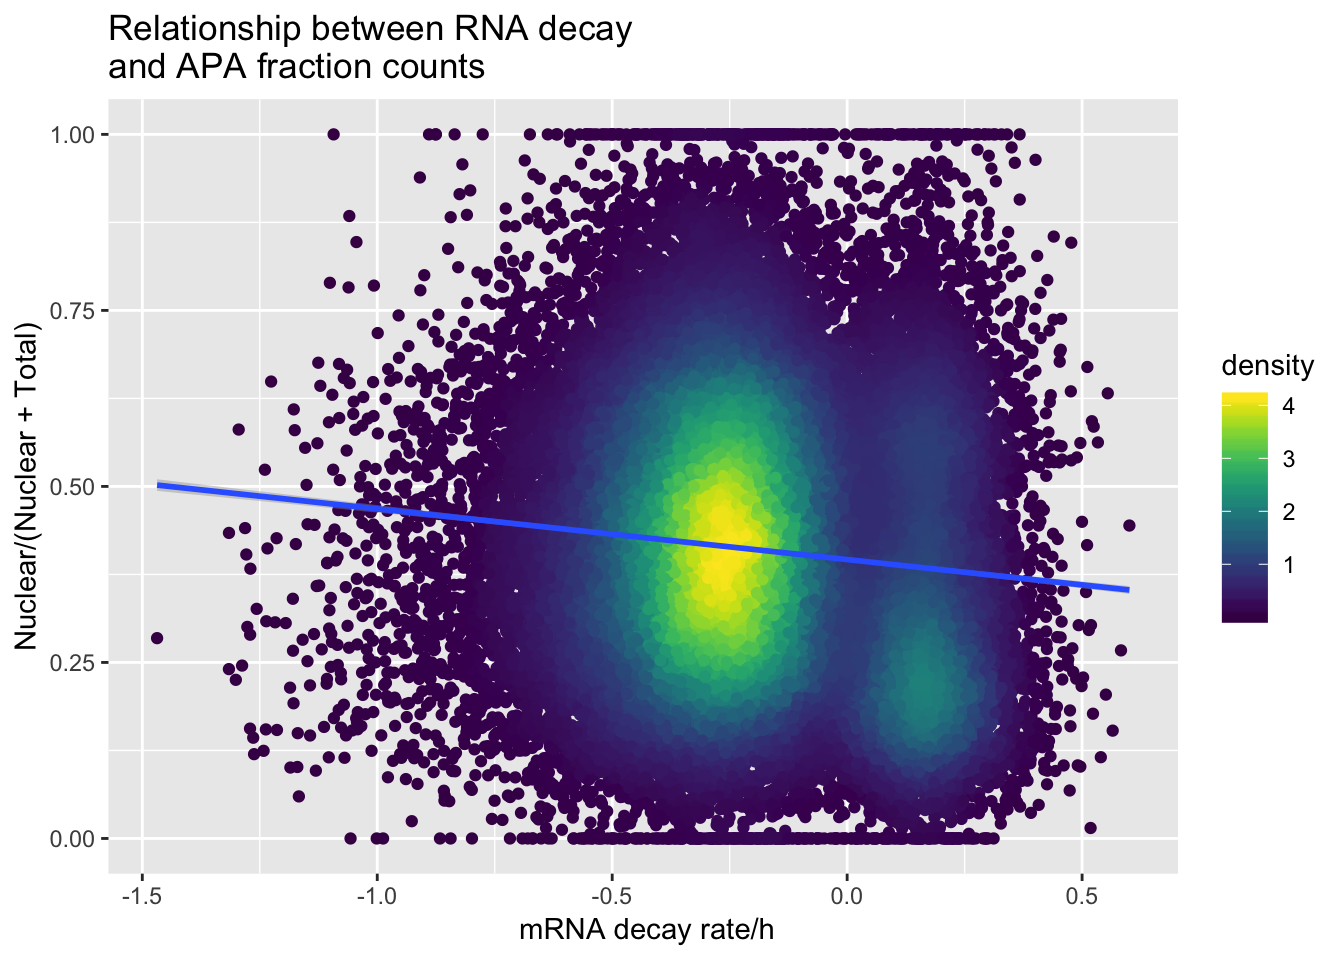 Relationship between RNA decay
and APA fraction counts
Nuclear/(Nuclear + Total)
1.00
0.75
0.50
0.25
0.00
-1.5
-1.0
-0.5
0.0
0.5
mRNA decay rate/h
density
4
3
2
1